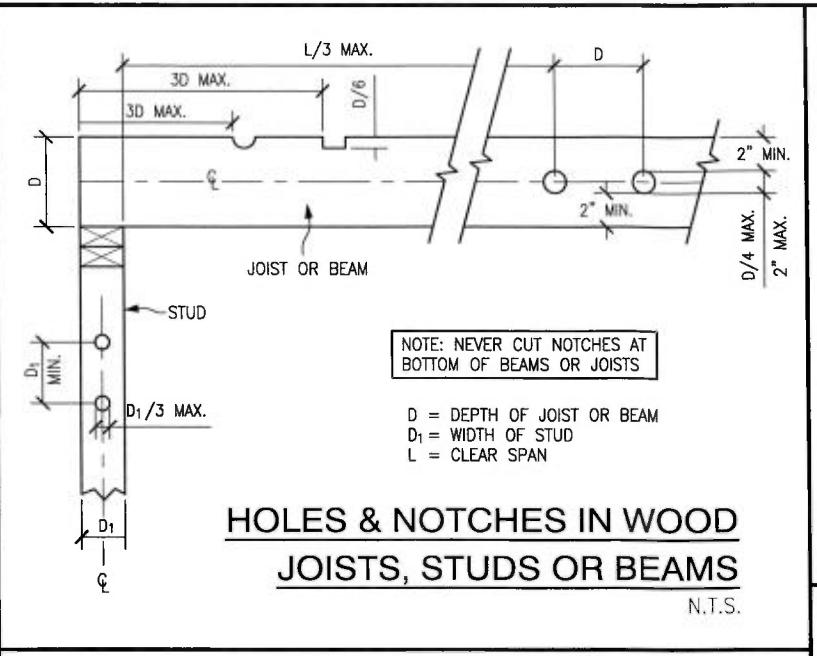 L/3 MAX.
D
3D MAX.
D/6
3D MAX.
D
℄
2" MIN.
2" MIN.
D/4 MAX.
2" MAX.
JOIST OR BEAM
STUD
D₁
MIN.
D₁/3 MAX.
NOTE: NEVER CUT NOTCHES AT
BOTTOM OF BEAMS OR JOISTS
D = DEPTH OF JOIST OR BEAM
D₁ = WIDTH OF STUD
L = CLEAR SPAN
D₁
℄
HOLES & NOTCHES IN WOOD
JOISTS, STUDS OR BEAMS
N.T.S.